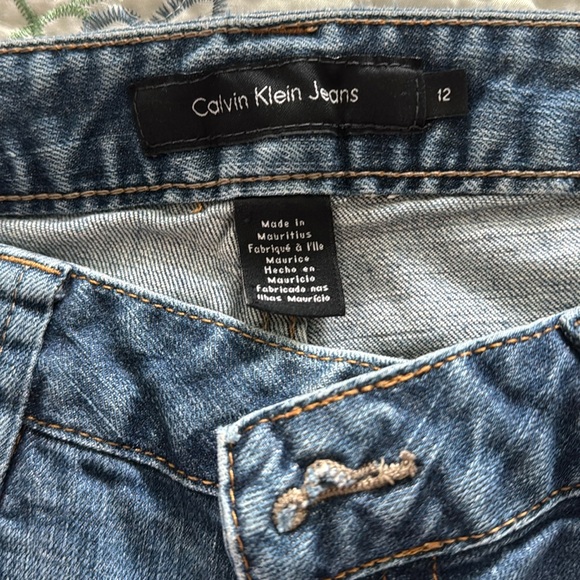 Calvin Klein Jeans 12
Made in
Mauritius
Fabriqué à l'île
Maurice
Hecho en
Mauricio
Fabricado nas
Ilhas Maurício